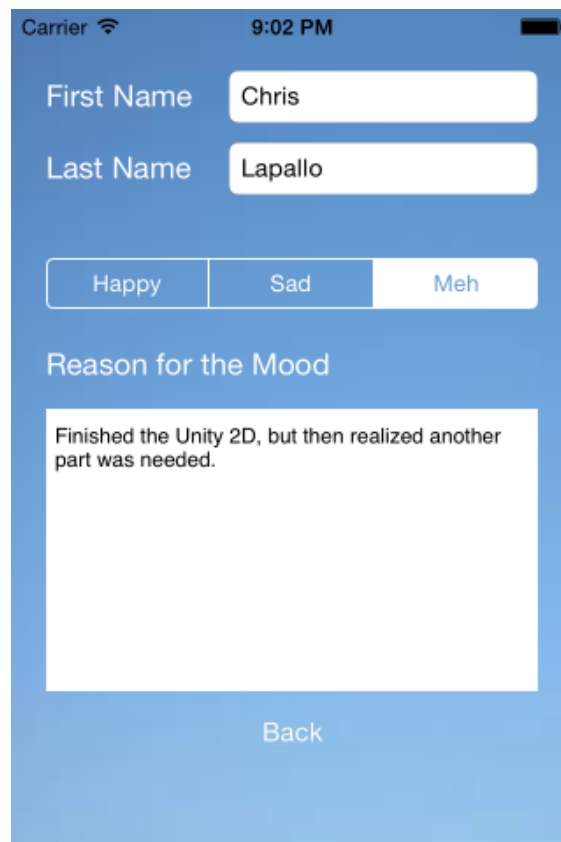 Carrier 9:02 PM
First Name Chris
Last Name Lapallo
Happy Sad Meh
Reason for the Mood
Finished the Unity 2D, but then realized another
part was needed.
Back